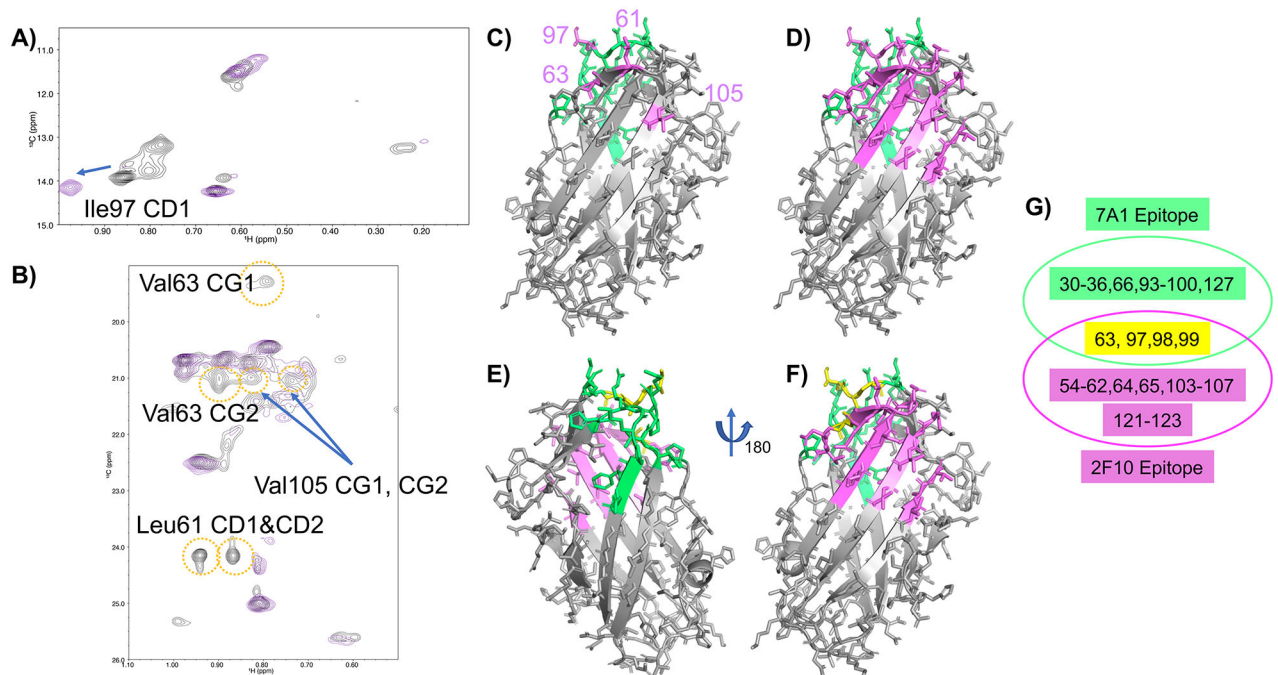 A)
11.0
12.0
13.0
14.0
15.0
¹³C (ppm)
0.90
0.80
0.70
0.60
0.50
0.40
0.30
0.20
¹H (ppm)
Ile97 CD1
B)
20.0
21.0
22.0
23.0
24.0
25.0
26.0
¹³C (ppm)
1.10
1.00
0.90
0.80
0.70
0.60
¹H (ppm)
Val63 CG1
Val63 CG2
Val105 CG1, CG2
Leu61 CD1&CD2
C)
97
61
63
105
D)
E)
180
F)
G)
7A1 Epitope
30-36,66,93-100,127
63, 97,98,99
54-62,64,65,103-107
121-123
2F10 Epitope